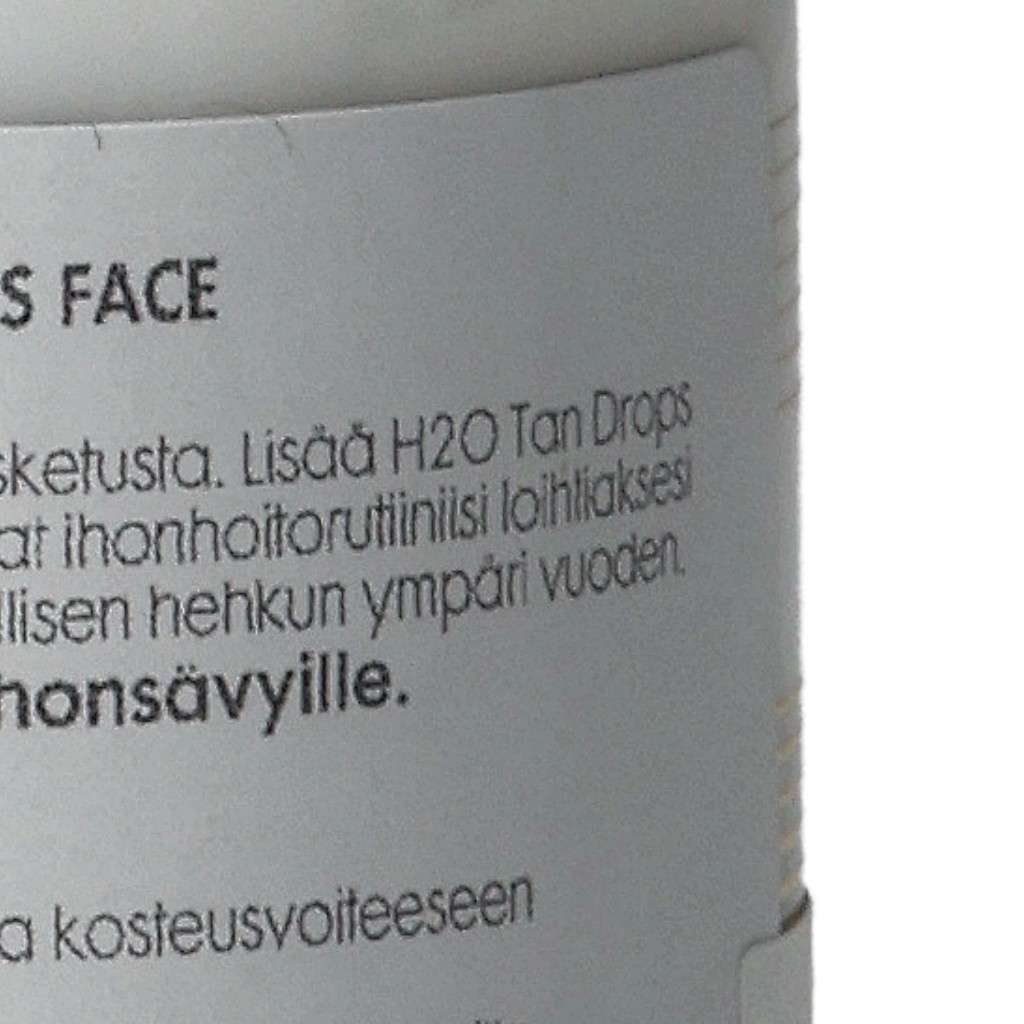 S FACE
sketusta. Lisää H2O Tan Drops
at ihonhoitorutiiniisi loihtiaksesi
llisen hehkun ympäri vuoden.
honsävyille.
a kosteusvoiteeseen